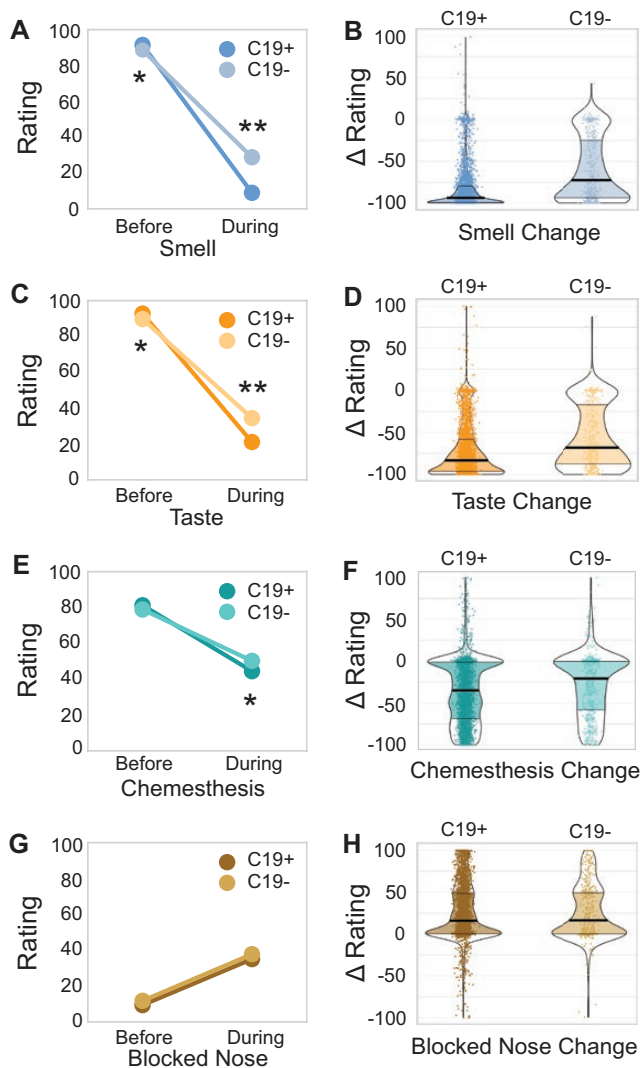 A
100
80
60
40
20
0
Rating
C19+
C19-
*
**
Before
During
Smell
B
C19+
C19-
100
50
0
-50
-100
Δ Rating
Smell Change
C
100
80
60
40
20
0
Rating
C19+
C19-
*
**
Before
During
Taste
D
C19+
C19-
100
50
0
-50
-100
Δ Rating
Taste Change
E
100
80
60
40
20
0
Rating
C19+
C19-
*
Before
During
Chemesthesis
F
C19+
C19-
100
50
0
-50
-100
Δ Rating
Chemesthesis Change
G
100
80
60
40
20
0
Rating
C19+
C19-
Before
During
Blocked Nose
H
C19+
C19-
100
50
0
-50
-100
Δ Rating
Blocked Nose Change